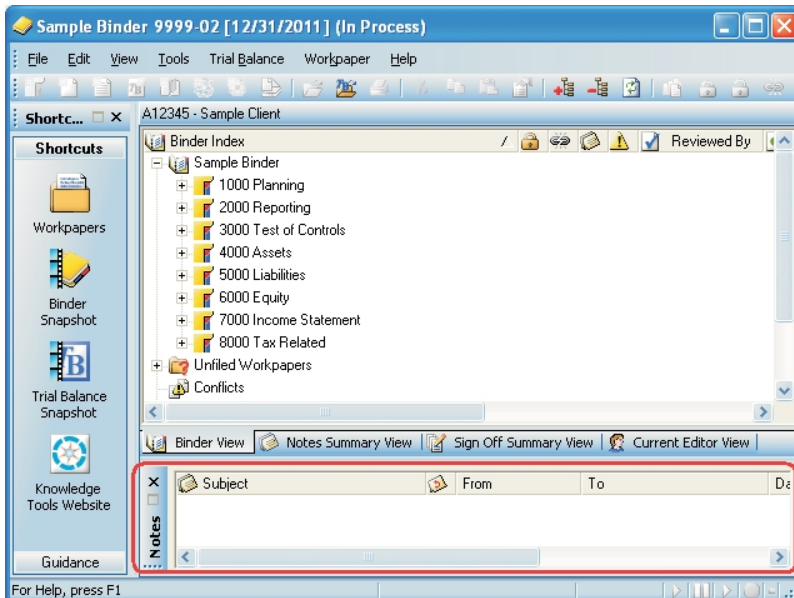 Sample Binder 9999-02 [12/31/2011] (In Process)
File Edit View Tools Trial Balance Workpaper Help
Shortc...
A12345 - Sample Client
Shortcuts
Binder Index / Reviewed By
Sample Binder
1000 Planning
2000 Reporting
3000 Test of Controls
4000 Assets
5000 Liabilities
6000 Equity
7000 Income Statement
8000 Tax Related
Unfiled Workpapers
Conflicts
Workpapers
Binder
Snapshot
TB
Trial Balance
Snapshot
Knowledge
Tools Website
Guidance
Binder View Notes Summary View Sign Off Summary View Current Editor View
Notes
Subject From To Da
For Help, press F1